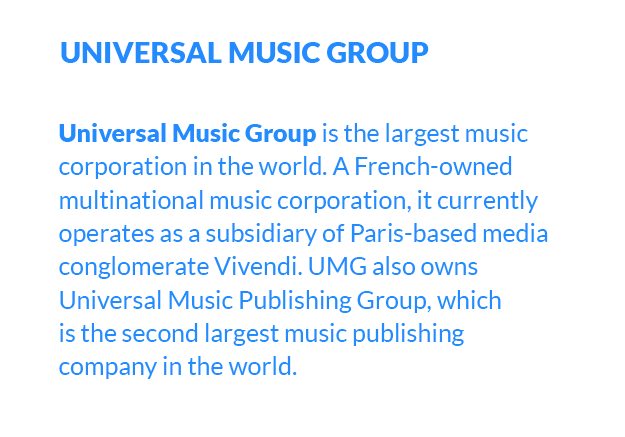 UNIVERSAL MUSIC GROUP
Universal Music Group is the largest music
corporation in the world. A French-owned
multinational music corporation, it currently
operates as a subsidiary of Paris-based media
conglomerate Vivendi. UMG also owns
Universal Music Publishing Group, which
is the second largest music publishing
company in the world.